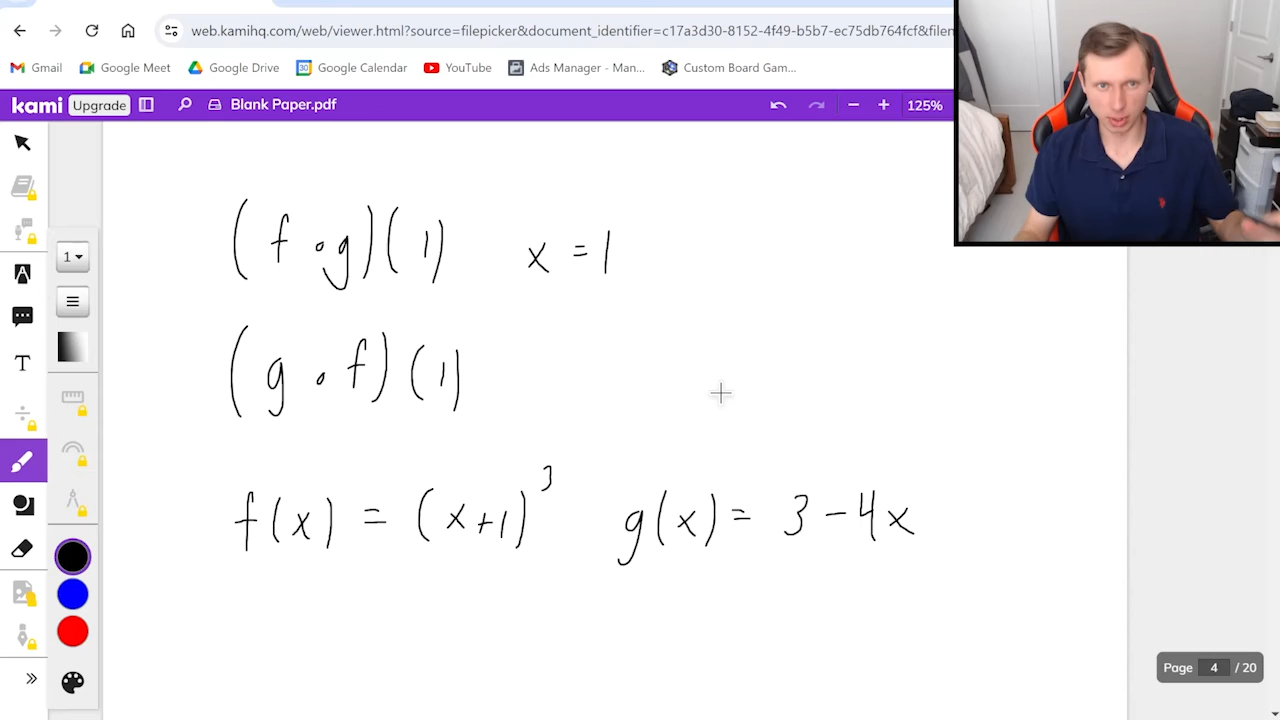 web.kamihq.com/web/viewer.html?source=filepicker&document_identifier=c17a3d30-8152-4f49-b5b7-ec75db764fcf&filen
Gmail Google Meet Google Drive 30 Google Calendar YouTube Ads Manager - Man... Custom Board Gam...
kami Upgrade Blank Paper.pdf 125%
1
A
T
(f∘g)(1) x = 1
(g∘f)(1)
f(x) = (x+1)³ g(x) = 3-4x
Page 4 / 20